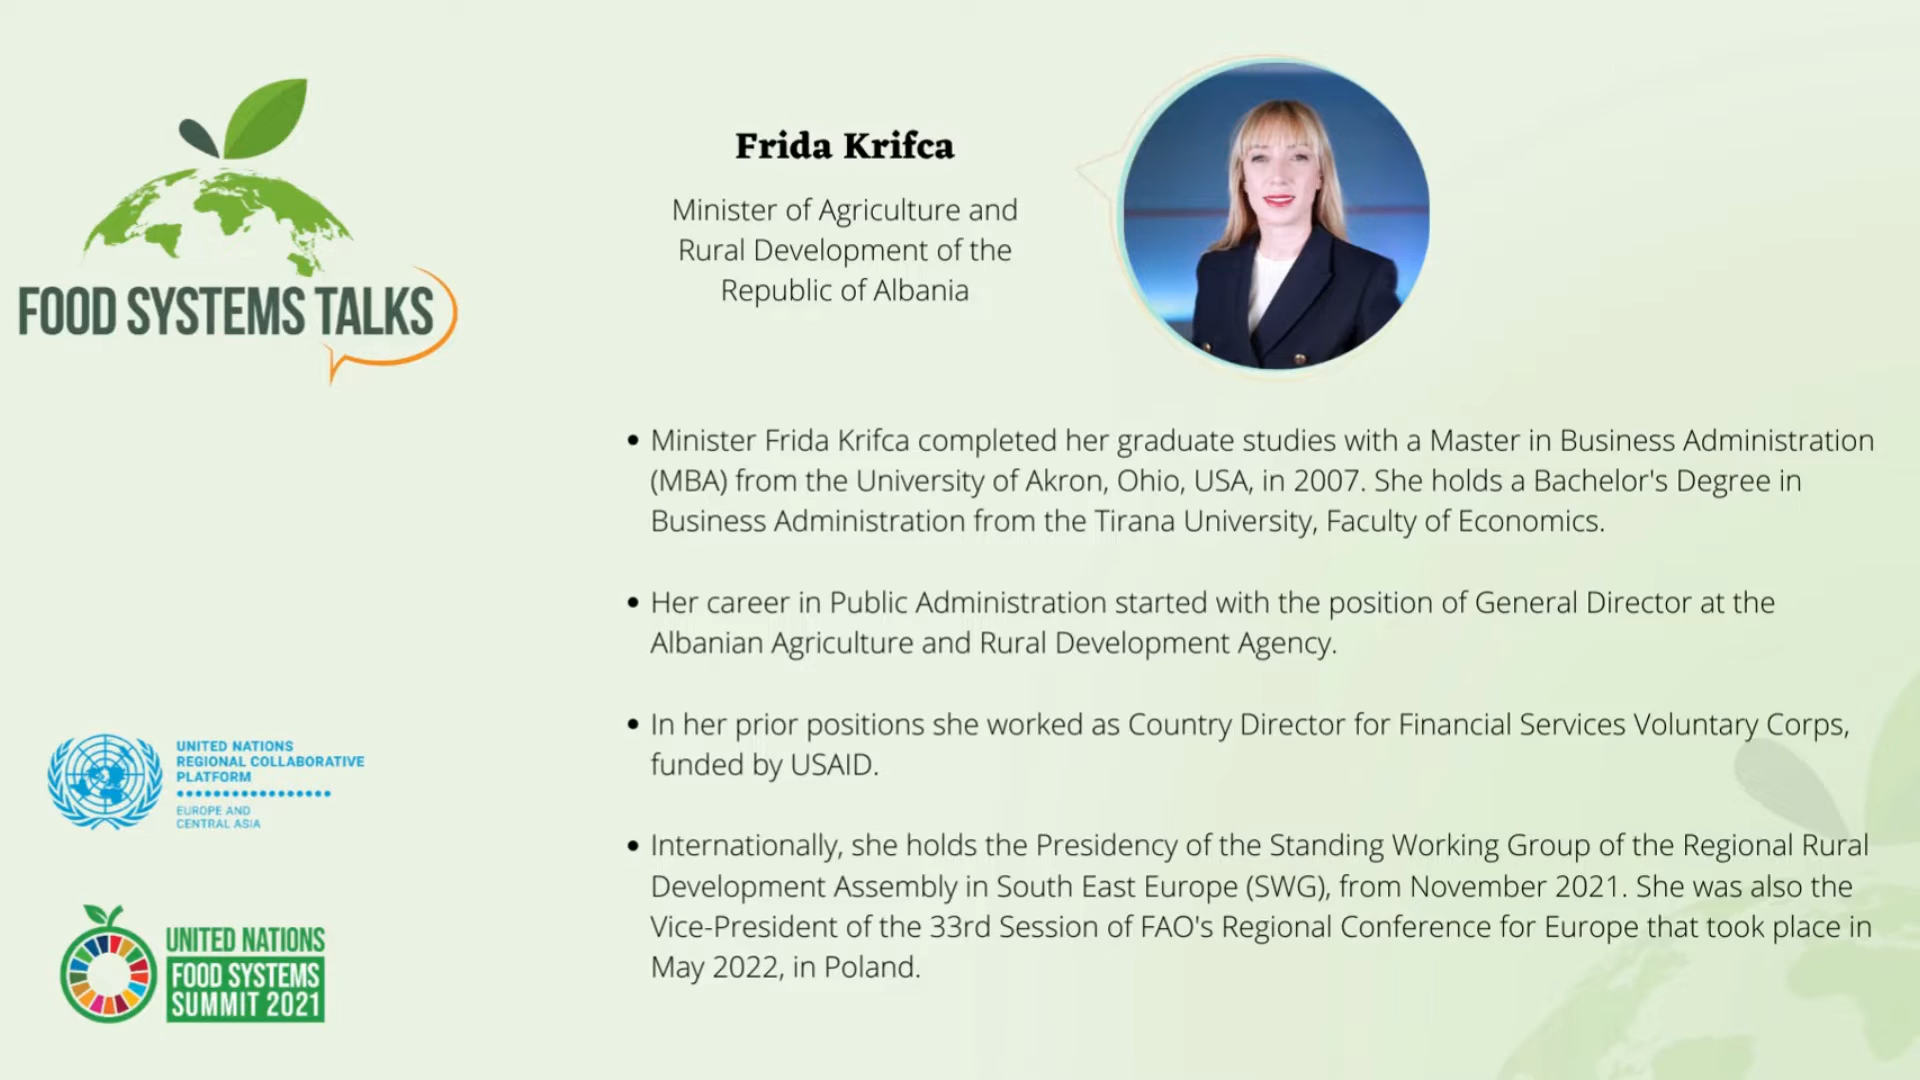 FOOD SYSTEMS TALKS
Frida Krifca
Minister of Agriculture and
Rural Development of the
Republic of Albania
• Minister Frida Krifca completed her graduate studies with a Master in Business Administration
(MBA) from the University of Akron, Ohio, USA, in 2007. She holds a Bachelor's Degree in
Business Administration from the Tirana University, Faculty of Economics.
• Her career in Public Administration started with the position of General Director at the
Albanian Agriculture and Rural Development Agency.
• In her prior positions she worked as Country Director for Financial Services Voluntary Corps,
funded by USAID.
• Internationally, she holds the Presidency of the Standing Working Group of the Regional Rural
Development Assembly in South East Europe (SWG), from November 2021. She was also the
Vice-President of the 33rd Session of FAO's Regional Conference for Europe that took place in
May 2022, in Poland.
UNITED NATIONS
REGIONAL COLLABORATIVE
PLATFORM
EUROPE AND
CENTRAL ASIA
UNITED NATIONS
FOOD SYSTEMS
SUMMIT 2021